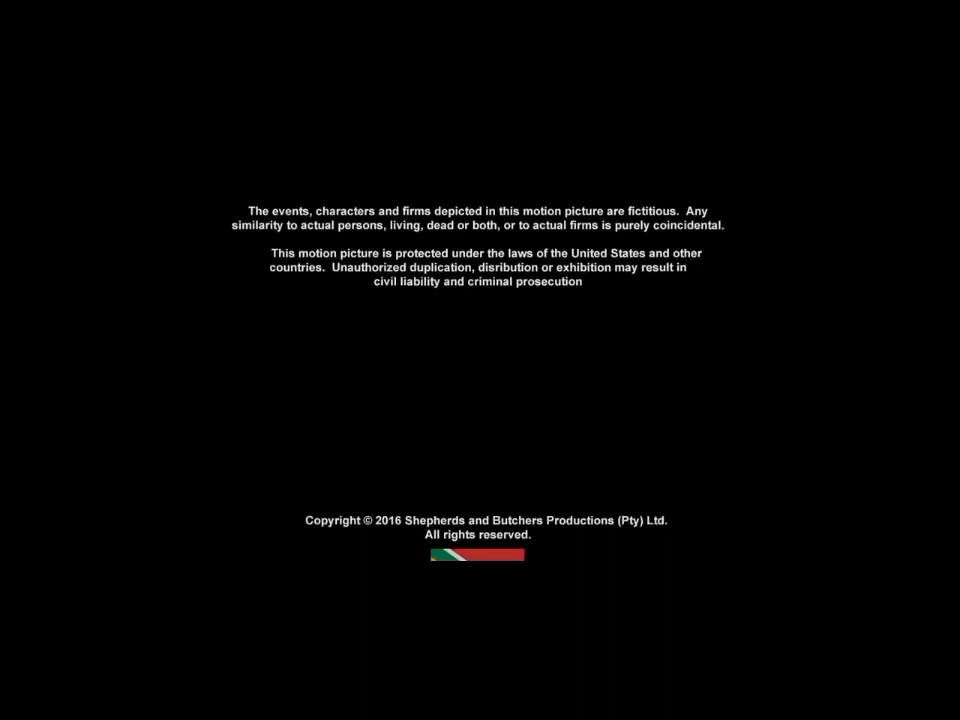 The events, characters and firms depicted in this motion picture are fictitious.  Any
similarity to actual persons, living, dead or both, or to actual firms is purely coincidental.
This motion picture is protected under the laws of the United States and other
countries.  Unauthorized duplication, disribution or exhibition may result in
civil liability and criminal prosecution
Copyright © 2016 Shepherds and Butchers Productions (Pty) Ltd.
All rights reserved.